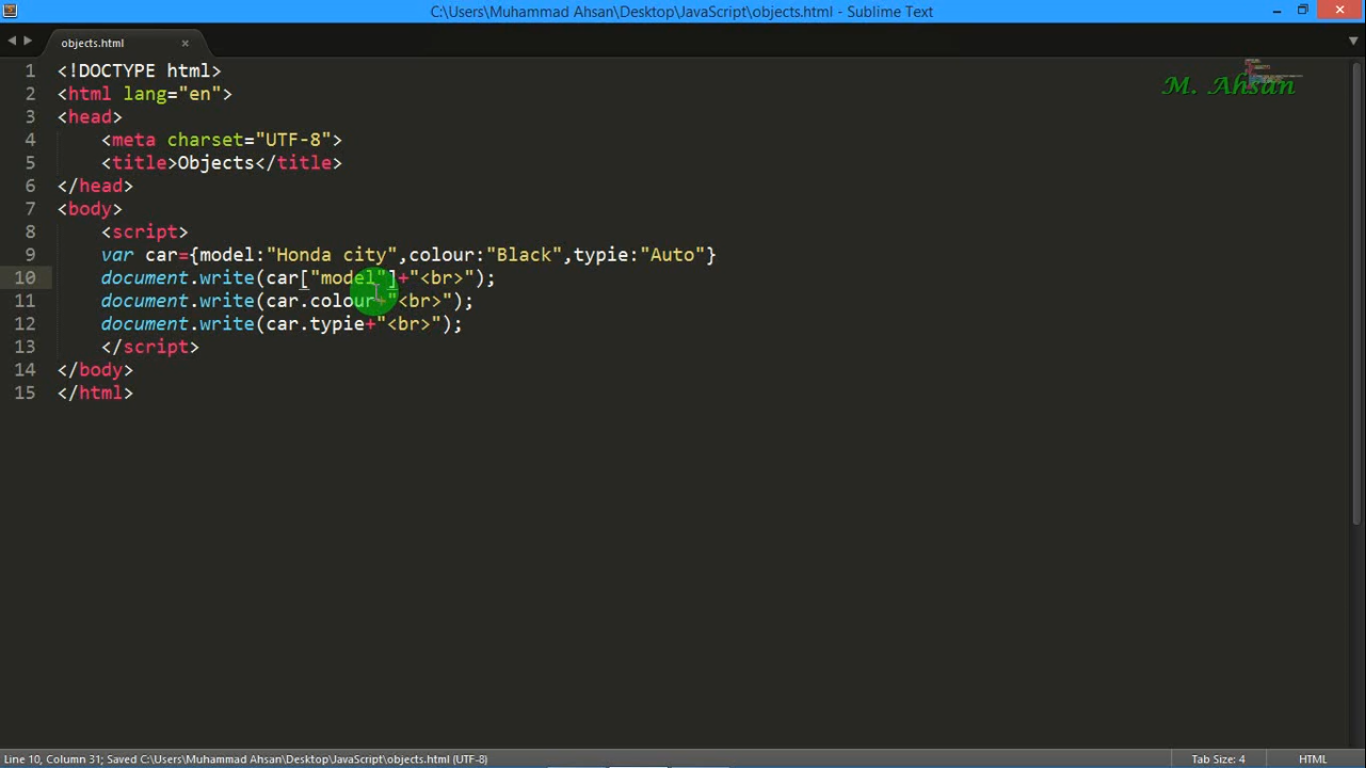 C:\Users\Muhammad Ahsan\Desktop\JavaScript\objects.html - Sublime Text
objects.html
M. Ahsan
1 <!DOCTYPE html>
2 <html lang="en">
3 <head>
4 <meta charset="UTF-8">
5 <title>Objects</title>
6 </head>
7 <body>
8 <script>
9 var car={model:"Honda city",colour:"Black",typie:"Auto"}
10 document.write(car["model"]+"<br>");
11 document.write(car.colour+"<br>");
12 document.write(car.typie+"<br>");
13 </script>
14 </body>
15 </html>
Line 10, Column 31; Saved C:\Users\Muhammad Ahsan\Desktop\JavaScript\objects.html (UTF-8)
Tab Size: 4
HTML